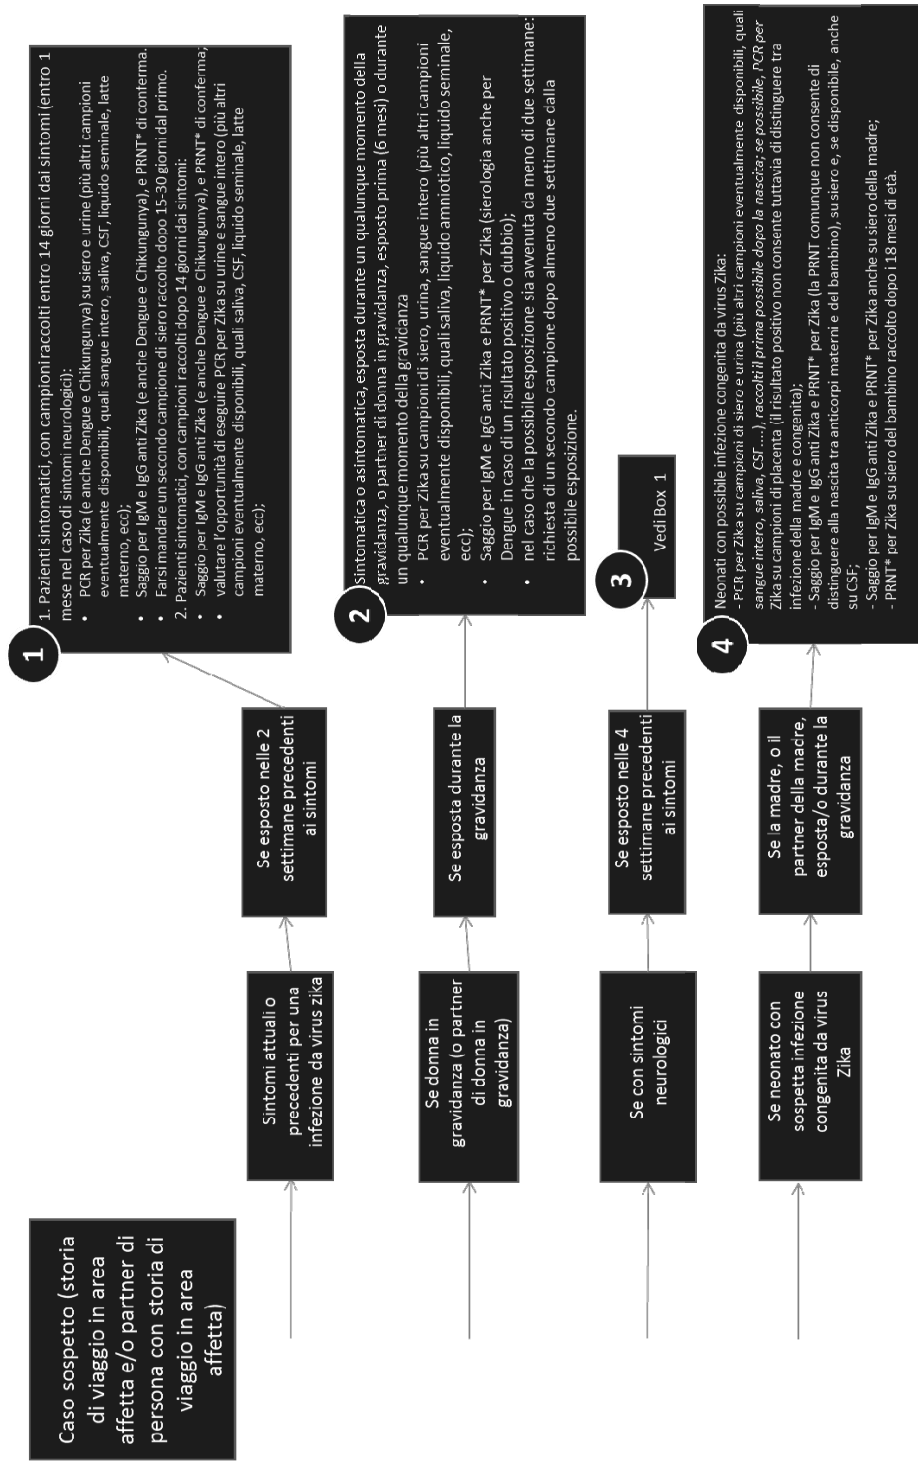 Caso sospetto (storia
di viaggio in area
affetta e/o partner di
persona con storia di
viaggio in area
affetta)
Sintomi attuali o
precedenti per una
infezione da virus zika
Se esposto nelle 2
settimane precedenti
ai sintomi
1
1. Pazienti sintomatici, con campioni raccolti entro 14 giorni dai sintomi (entro 1
mese nel caso di sintomi neurologici):
• PCR per Zika (e anche Dengue e Chikungunya) su siero e urine (più altri campioni
eventualmente disponibili, quali sangue intero, saliva, CSF, liquido seminale, latte
materno, ecc);
• Saggio per IgM e IgG anti Zika (e anche Dengue e Chikungunya), e PRNT* di conferma.
• Farsi mandare un secondo campione di siero raccolto dopo 15-30 giorni dal primo.
2. Pazienti sintomatici, con campioni raccolti dopo 14 giorni dai sintomi:
• Saggio per IgM e IgG anti Zika (e anche Dengue e Chikungunya), e PRNT* di conferma;
• valutare l'opportunità di eseguire PCR per Zika su urine e sangue intero (più altri
campioni eventualmente disponibili, quali saliva, CSF, liquido seminale, latte
materno, ecc);
Se donna in
gravidanza (o partner
di donna in
gravidanza)
Se esposta durante la
gravidanza
2
Sintomatica o asintomatica, esposta durante un qualunque momento della
gravidanza, o partner di donna in gravidanza, esposto prima (6 mesi) o durante
un qualunque momento della gravidanza
• PCR per Zika su campioni di siero, urina, sangue intero (più altri campioni
eventualmente disponibili, quali saliva, liquido amniotico, liquido seminale,
ecc);
• Saggio per IgM e IgG anti Zika e PRNT* per Zika (sierologia anche per
Dengue in caso di un risultato positivo o dubbio);
• nel caso che la possibile esposizione sia avvenuta da meno di due settimane:
richiesta di un secondo campione dopo almeno due settimane dalla
possibile esposizione.
Se con sintomi
neurologici
Se esposto nelle 4
settimane precedenti
ai sintomi
3
Vedi Box 1
Se neonato con
sospetta infezione
congenita da virus
Zika
Se la madre, o il
partner della madre,
esposta/o durante la
gravidanza
4
Neonati con possibile infezione congenita da virus Zika:
- PCR per Zika su campioni di siero e urina (più altri campioni eventualmente disponibili, quali
sangue intero, saliva, CSF....), raccolti il prima possibile dopo la nascita; se possibile, PCR per
Zika su campioni di placenta (il risultato positivo non consente tuttavia di distinguere tra
infezione della madre e congenita);
- Saggio per IgM e IgG anti Zika e PRNT* per Zika (la PRNT comunque non consente di
distinguere alla nascita tra anticorpi materni e del bambino), su siero e, se disponibile, anche
su CSF;
- Saggio per IgM e IgG anti Zika e PRNT* per Zika anche su siero della madre;
- PRNT* per Zika su siero del bambino raccolto dopo i 18 mesi di età.